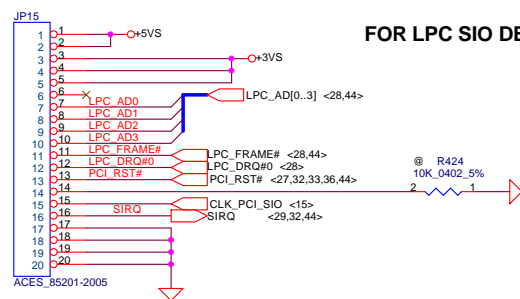 JP15
FOR LPC SIO DE
1 1 +5VS
2 2
3 3 +3VS
4 4
5 5
6 6
7 7 LPC_AD0 LPC_AD[0..3] <28,44>
8 8 LPC_AD1
9 9 LPC_AD2
10 10 LPC_AD3
11 11 LPC_FRAME# LPC_FRAME# <28,44>
12 12 LPC_DRQ#0 LPC_DRQ#0 <28>
13 13 PCI_RST# PCI_RST# <27,32,33,36,44>
@ R424
10K_0402_5%
14 14 2 1
15 15 CLK_PCI_SIO <15>
16 16 SIRQ SIRQ <29,32,44>
17 17
18 18
19 19
20 20
ACES_85201-2005